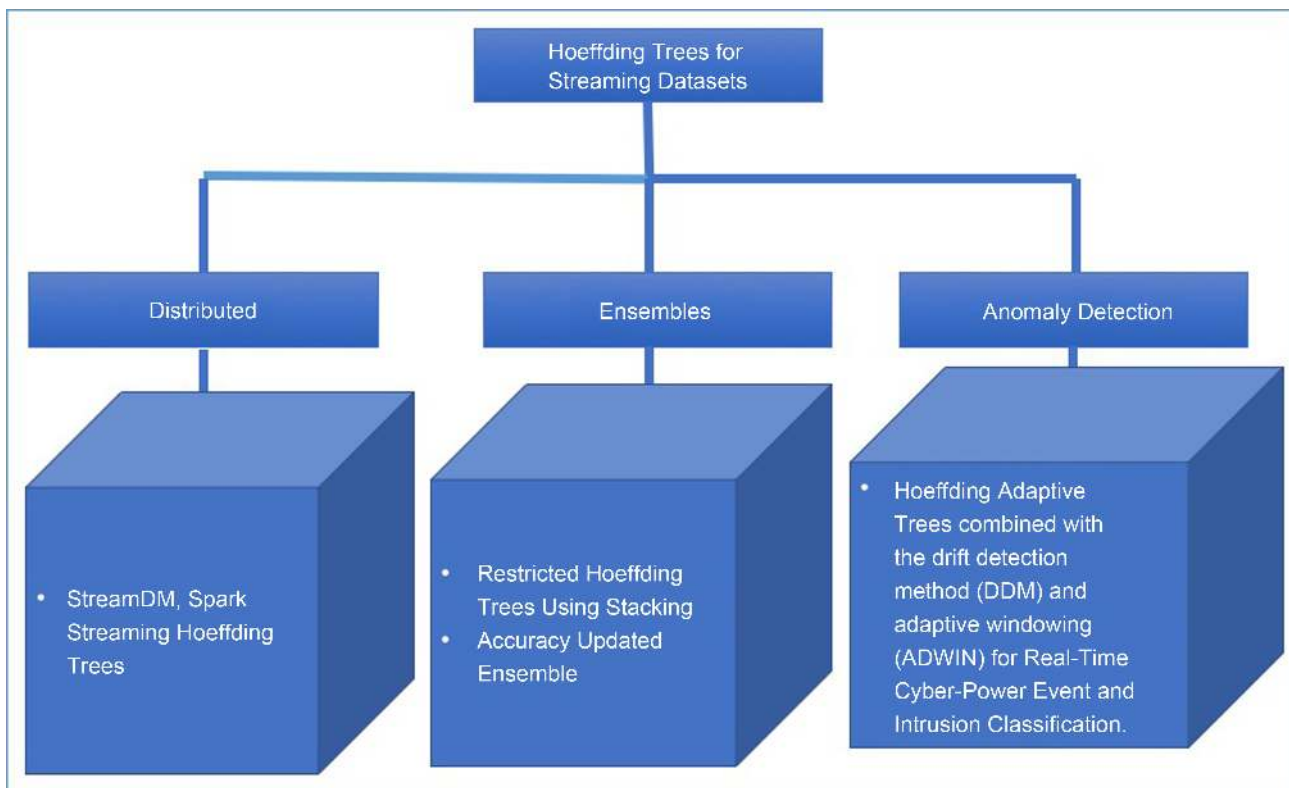 Hoeffding Trees for
Streaming Datasets
Distributed
Ensembles
Anomaly Detection
• StreamDM, Spark
Streaming Hoeffding
Trees
• Restricted Hoeffding
Trees Using Stacking
• Accuracy Updated
Ensemble
• Hoeffding Adaptive
Trees combined with
the drift detection
method (DDM) and
adaptive windowing
(ADWIN) for Real-Time
Cyber-Power Event and
Intrusion Classification.